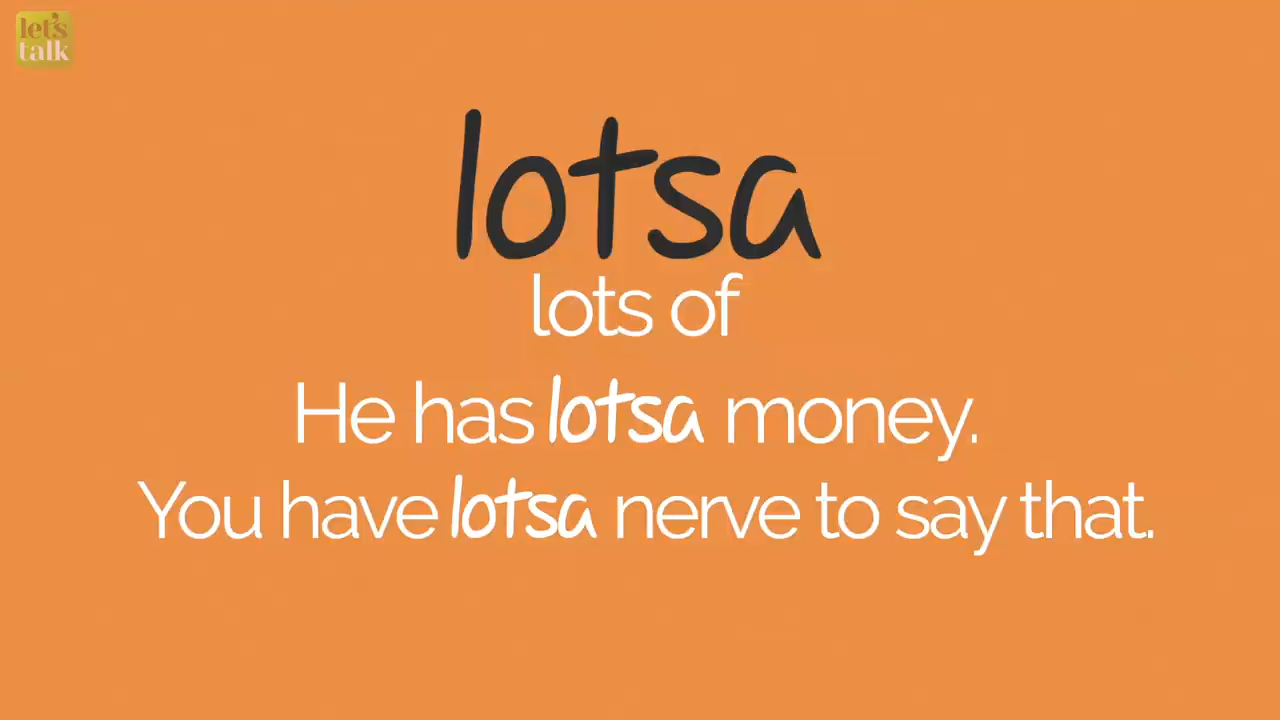 let's
talk
lotsa
lots of
He has lotsa money.
You have lotsa nerve to say that.